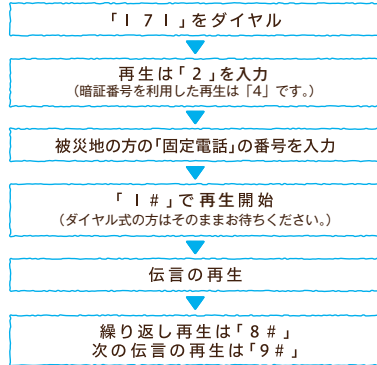 「１７１」をダイヤル
再生は「２」を入力
（暗証番号を利用した再生は「4」です。）
被災地の方の「固定電話」の番号を入力
「１＃」で再生開始
（ダイヤル式の方はそのままお待ちください。）
伝言の再生
繰り返し再生は「８＃」
次の伝言の再生は「９＃」